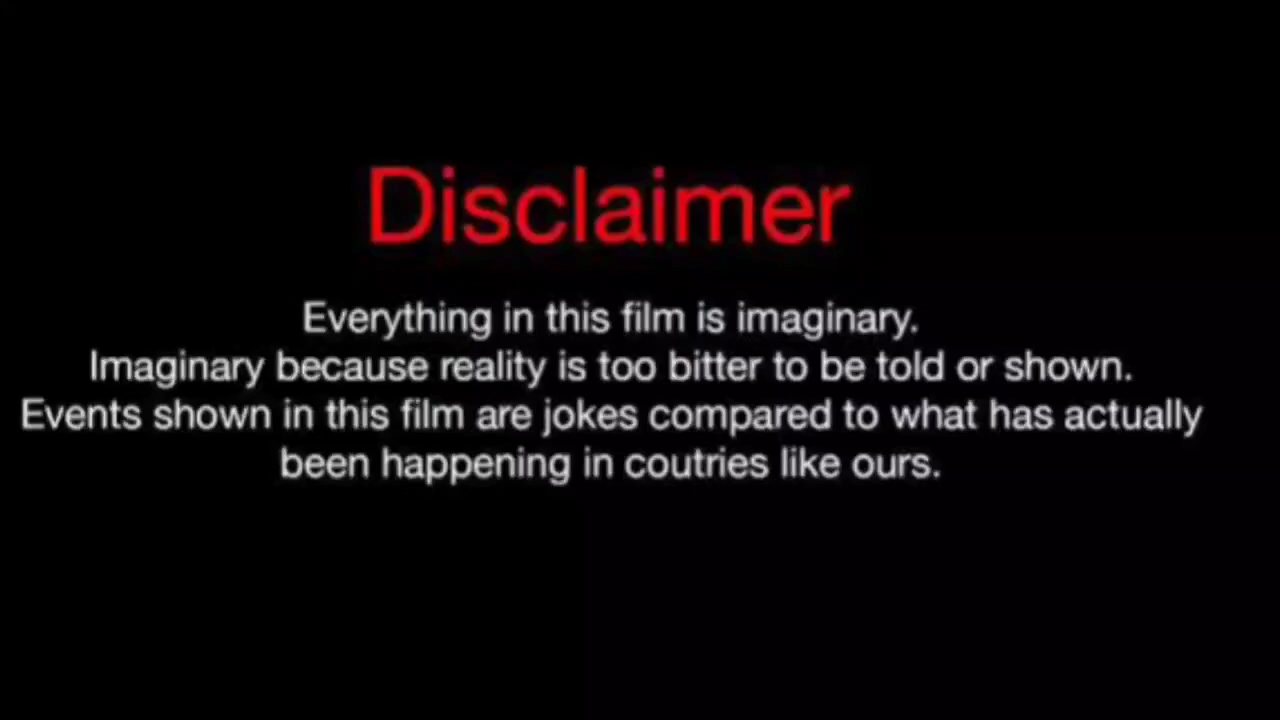 Disclaimer
Everything in this film is imaginary.
Imaginary because reality is too bitter to be told or shown.
Events shown in this film are jokes compared to what has actually
been happening in coutries like ours.